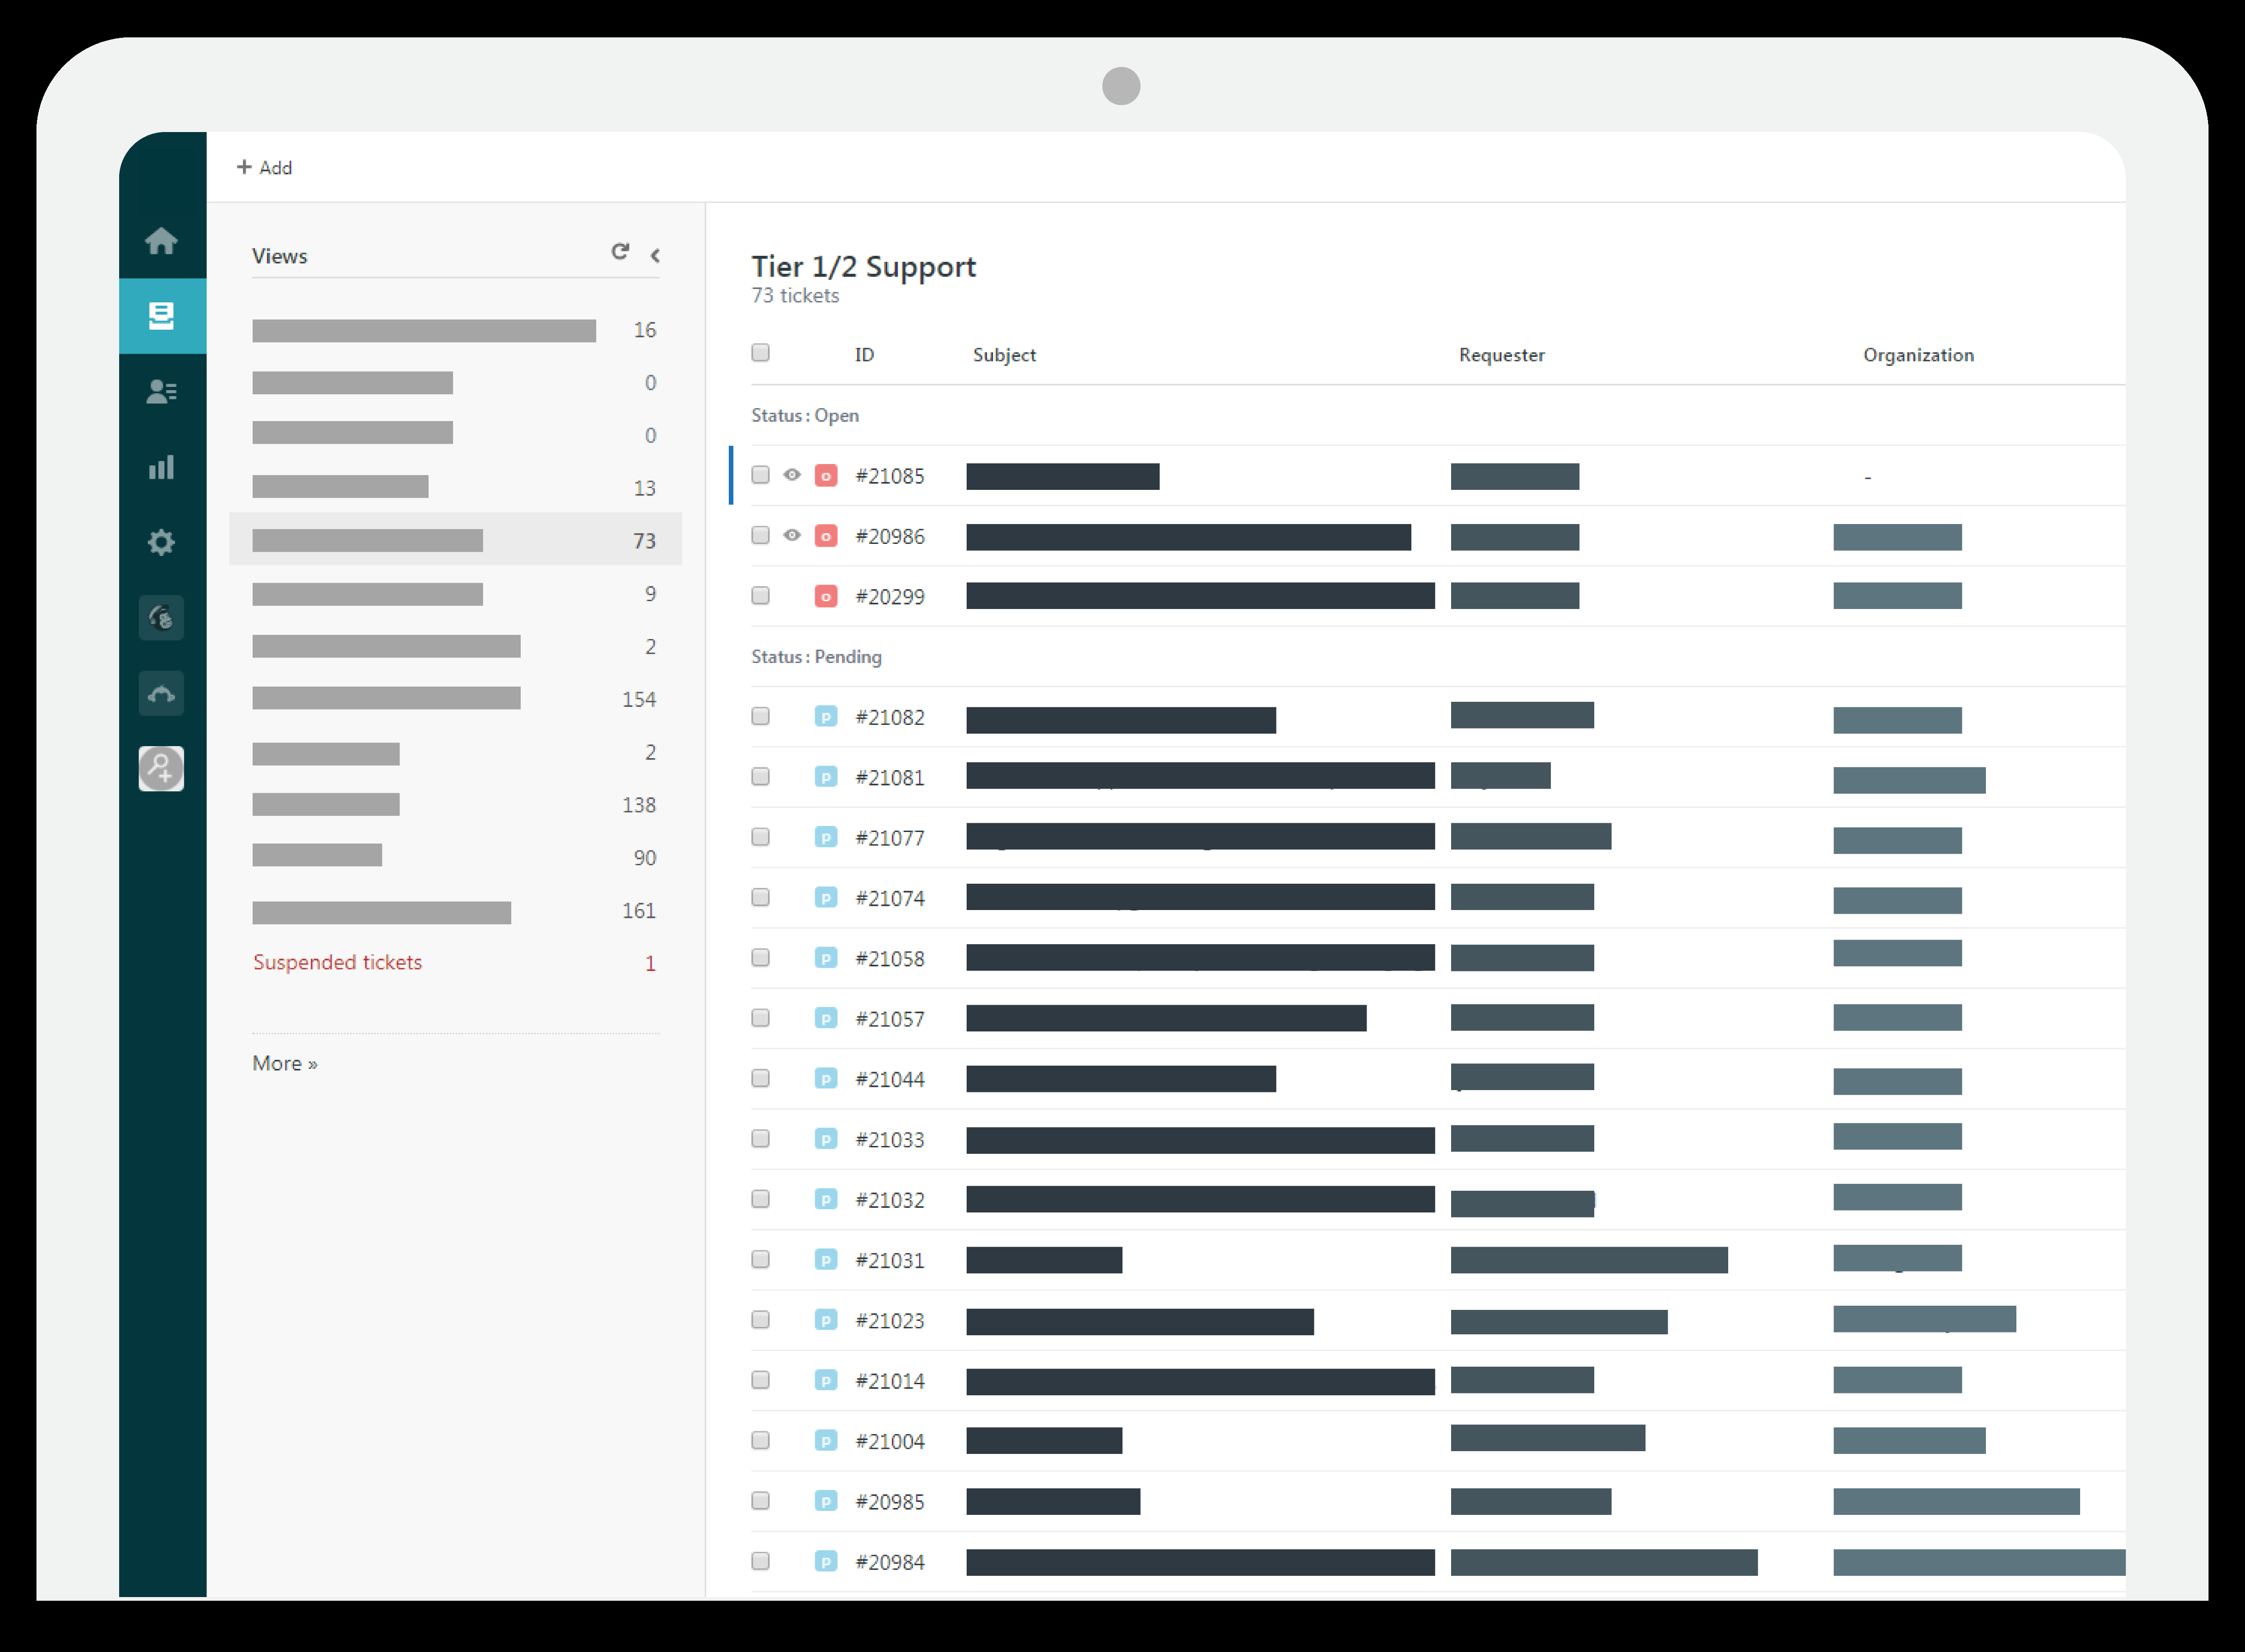 + Add
Views
16
0
0
13
73
9
2
154
2
138
90
161
Suspended tickets 1
More »
Tier 1/2 Support
73 tickets
ID Subject Requester Organization
Status : Open
o #21085 -
o #20986
o #20299
Status : Pending
p #21082
p #21081
p #21077
p #21074
p #21058
p #21057
p #21044
p #21033
p #21032
p #21031
p #21023
p #21014
p #21004
p #20985
p #20984